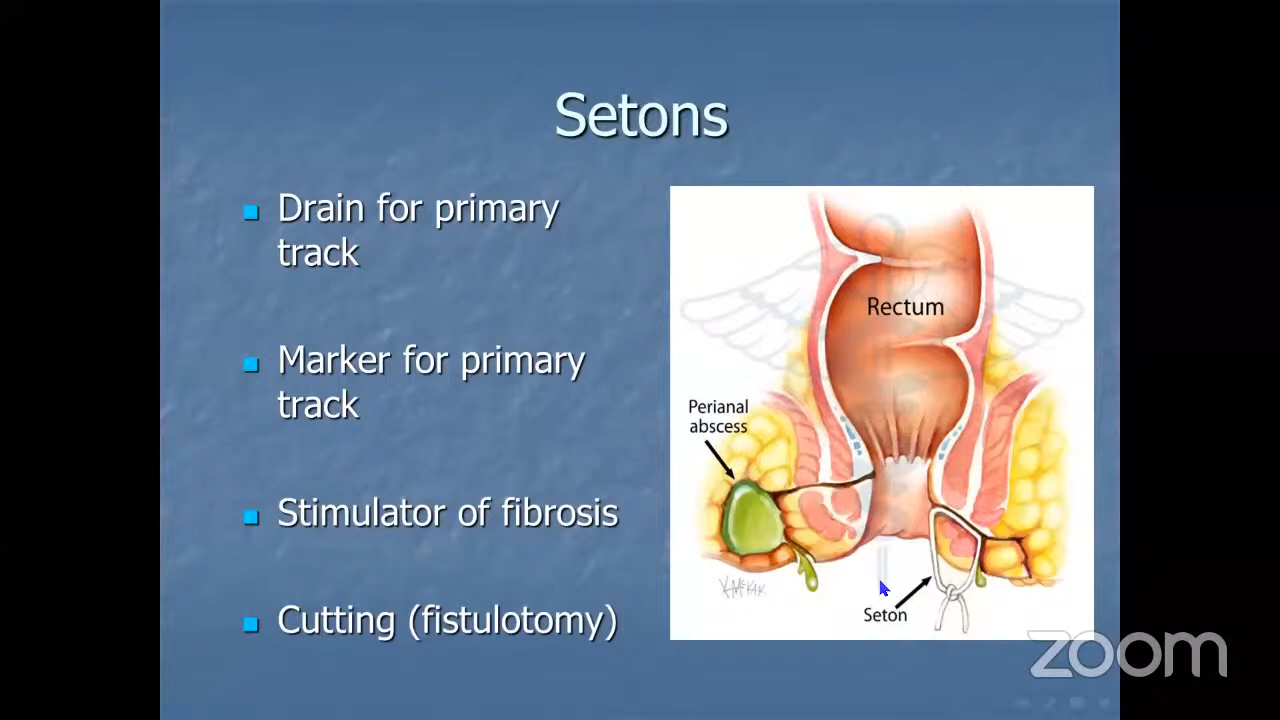 Setons
Drain for primary
track
Marker for primary
track
Stimulator of fibrosis
Cutting (fistulotomy)
Rectum
Perianal
abscess
Seton
zoom